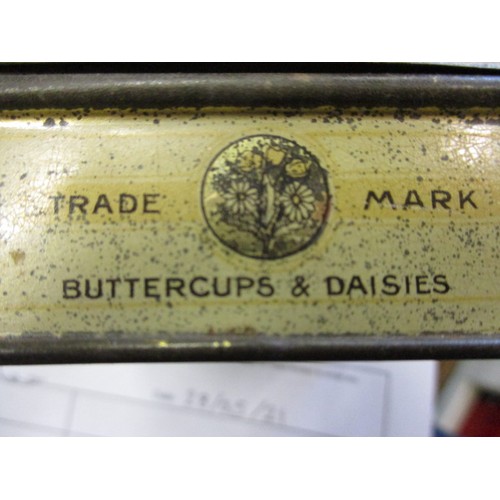 TRADE MARK
BUTTERCUPS & DAISIES